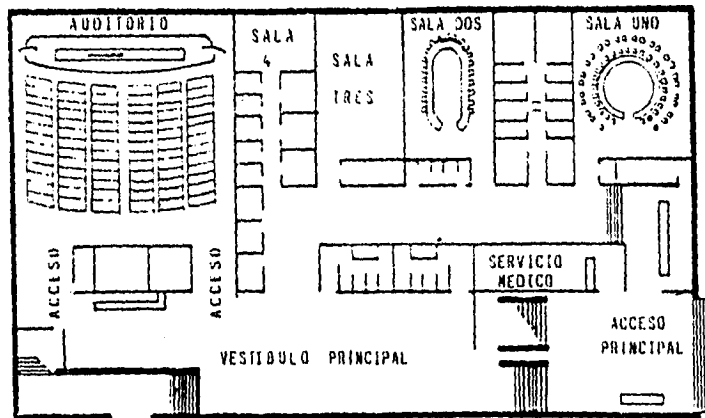 AUDITORIO
SALA
4
SALA
TRES
SALA DOS
SALA UNO
ACCESO
ACCESO
SERVICIO
MEDICO
VESTIBULO PRINCIPAL
ACCESO
PRINCIPAL